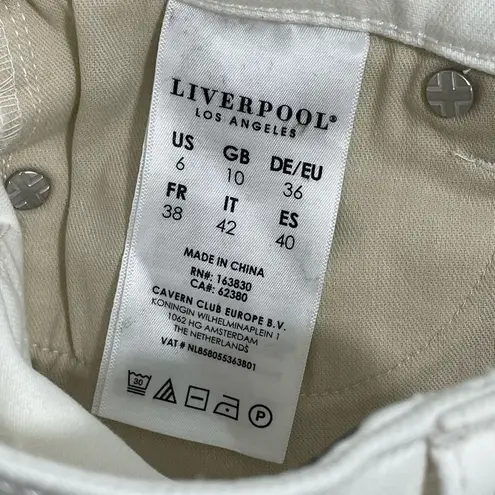 LIVERPOOL®
LOS ANGELES
US GB DE/EU
6 10 36
FR IT ES
38 42 40
MADE IN CHINA
RN#: 163830
CA#: 62380
CAVERN CLUB EUROPE B.V.
KONINGIN WILHELMINAPLEIN 1
1062 HG AMSTERDAM
THE NETHERLANDS
VAT # NL858055363B01
30
P